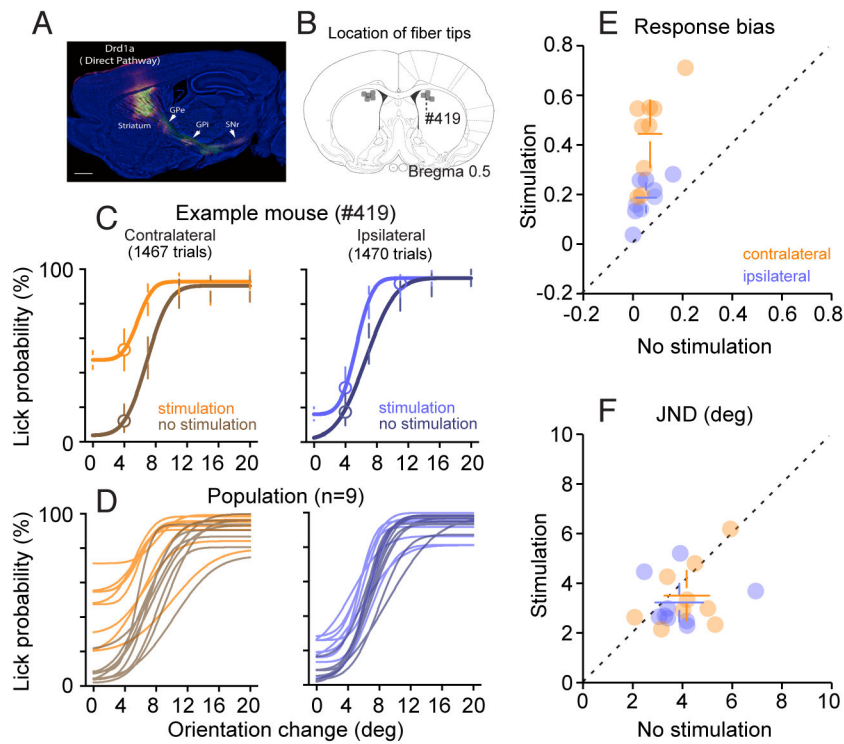 A
Drd1a
( Direct Pathway)
GPe
GPi
SNr
Striatum
B
Location of fiber tips
#419
Bregma 0.5
C
Example mouse (#419)
Contralateral
(1467 trials)
Ipsilateral
(1470 trials)
Lick probability (%)
100
0
stimulation
no stimulation
0 4 8 12 16 20
stimulation
no stimulation
0 4 8 12 16 20
D
Population (n=9)
Lick probability (%)
100
0
0 4 8 12 16 20
0 4 8 12 16 20
Orientation change (deg)
E
Response bias
Stimulation
0.8
0.6
0.4
0.2
0
-0.2
contralateral
ipsilateral
-0.2 0 0.2 0.4 0.6 0.8
No stimulation
F
JND (deg)
Stimulation
10
8
6
4
2
0
0 2 4 6 8 10
No stimulation